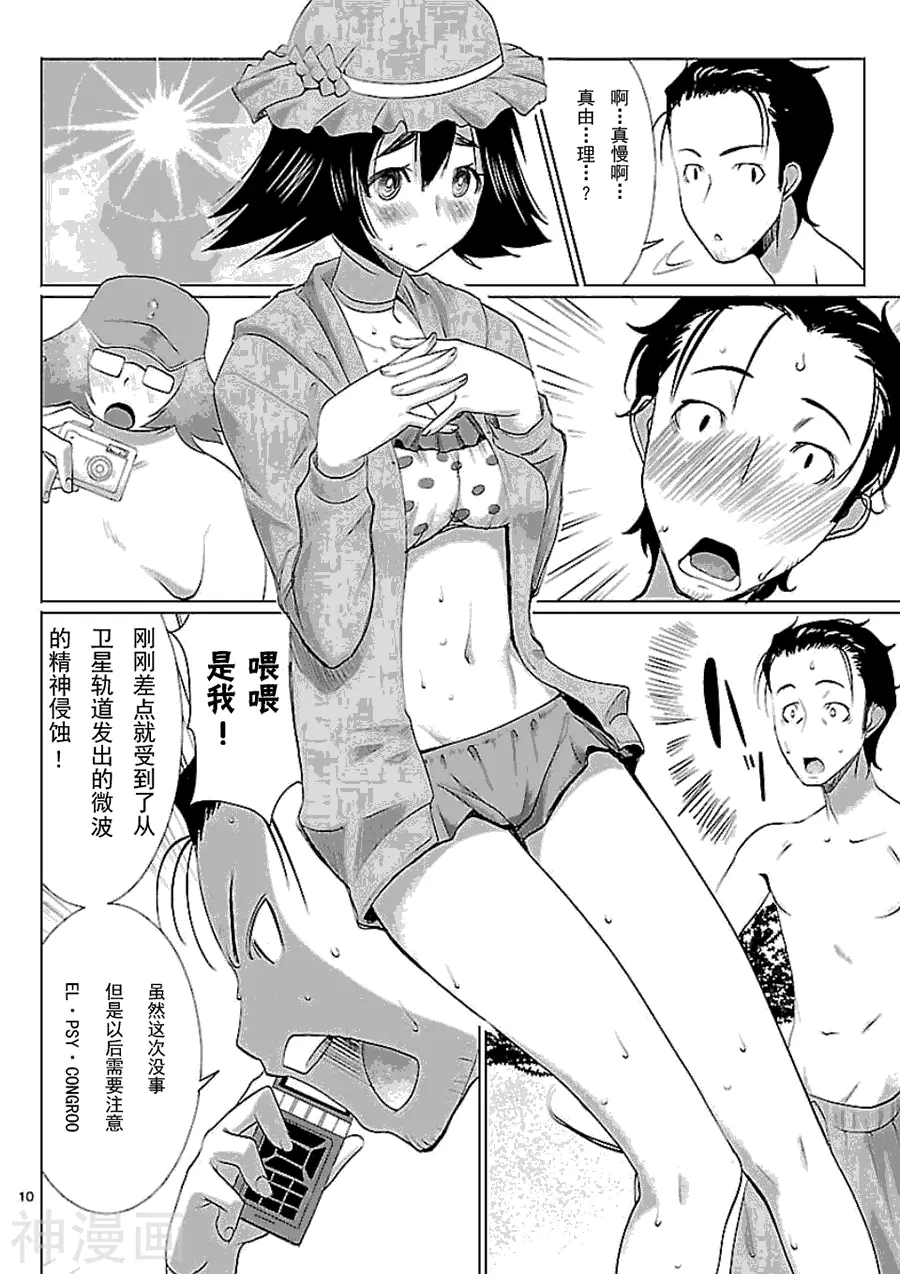 啊…真慢啊…
真由…理…?
喂喂
是我！
刚刚差点就受到了从
卫星轨道发出的微波
的精神侵蚀！
虽然这次没事
但是以后需要注意
EL·PSY·CONGROO
10
神漫画